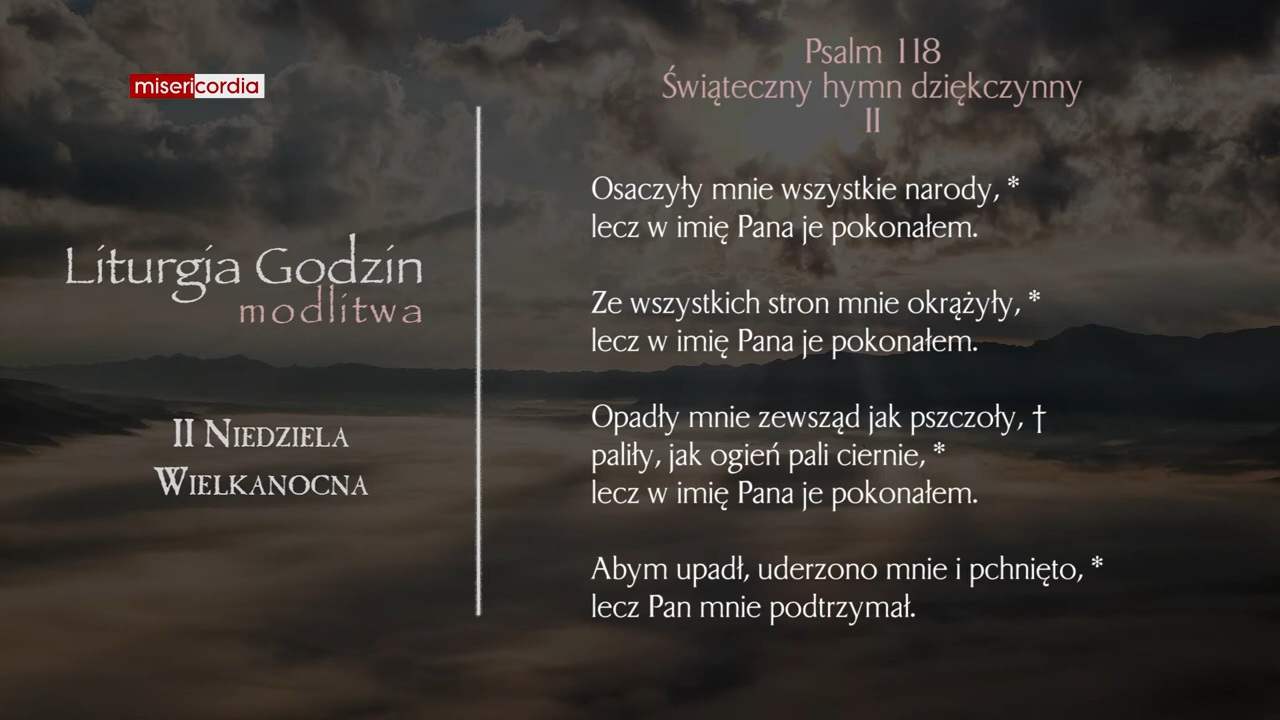 misericordia
Liturgia Godzin
modlitwa
II Niedziela
Wielkanocna
Psalm 118
Świąteczny hymn dziękczynny
II
Osaczyły mnie wszystkie narody, *
lecz w imię Pana je pokonałem.
Ze wszystkich stron mnie okrążyły, *
lecz w imię Pana je pokonałem.
Opadły mnie zewsząd jak pszczoły, †
paliły, jak ogień pali ciernie, *
lecz w imię Pana je pokonałem.
Abym upadł, uderzono mnie i pchnięto, *
lecz Pan mnie podtrzymał.